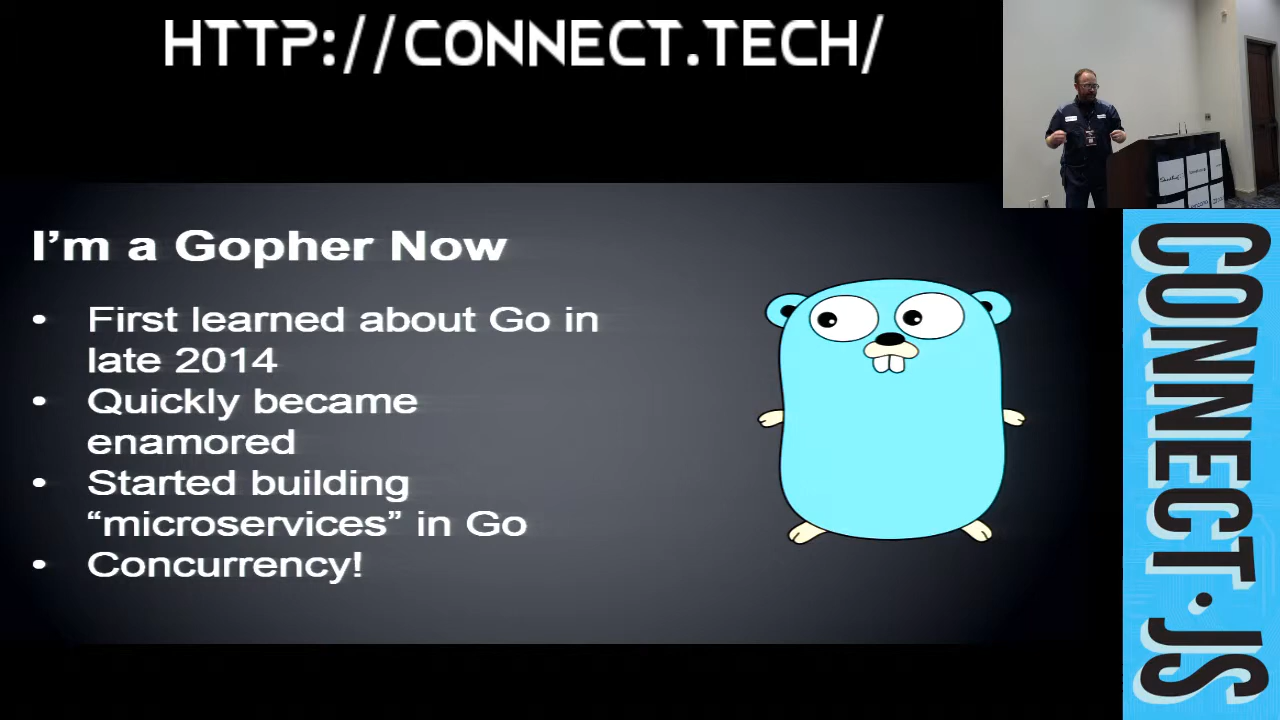 HTTP://CONNECT.TECH/
I'm a Gopher Now
• First learned about Go in
late 2014
• Quickly became
enamored
• Started building
“microservices” in Go
• Concurrency!
CONNECT.JS